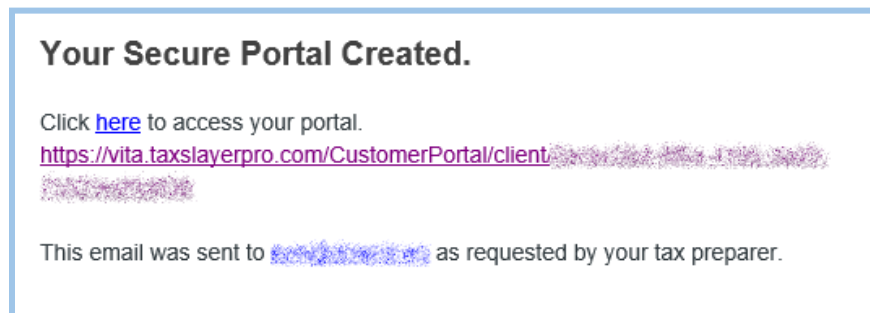 Your Secure Portal Created.
Click here to access your portal.
https://vita.taxslayerpro.com/CustomerPortal/client/
This email was sent to as requested by your tax preparer.